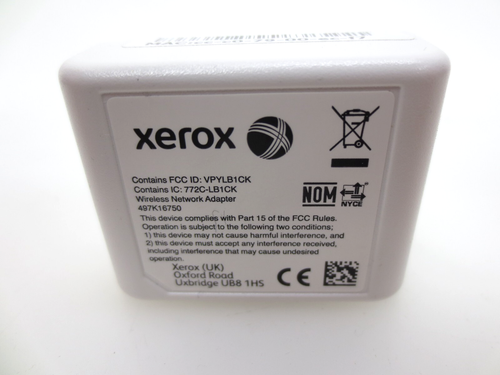 xerox
Contains FCC ID: VPYLB1CK
Contains IC: 772C-LB1CK
Wireless Network Adapter
497K16750
NOM
NYCE
This device complies with Part 15 of the FCC Rules.
Operation is subject to the following two conditions;
1) this device may not cause harmful interference, and
2) this device must accept any interference received,
including interference that may cause undesired
operation.
Xerox (UK)
Oxford Road
Uxbridge UB8 1HS
CE